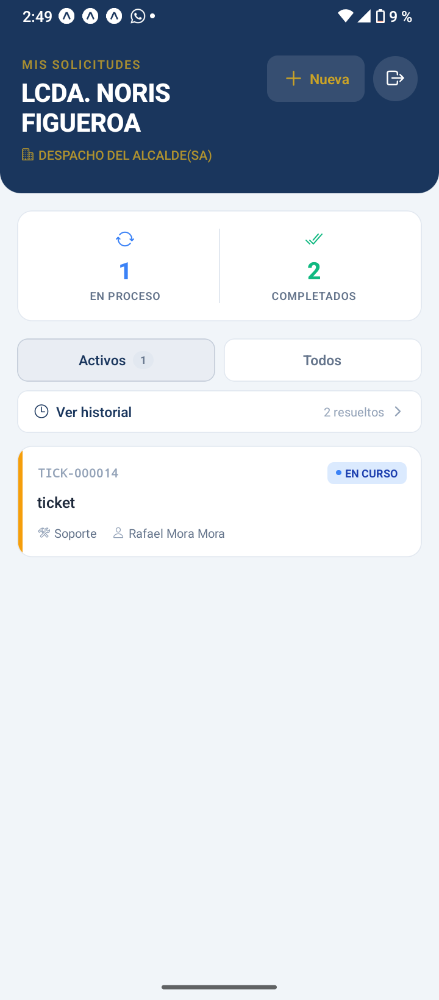 2:49
9 %
MIS SOLICITUDES
LCDA. NORIS
FIGUEROA
DESPACHO DEL ALCALDE(SA)
Nueva
1
EN PROCESO
2
COMPLETADOS
Activos 1
Todos
Ver historial
2 resueltos
TICK-000014
EN CURSO
ticket
Soporte
Rafael Mora Mora